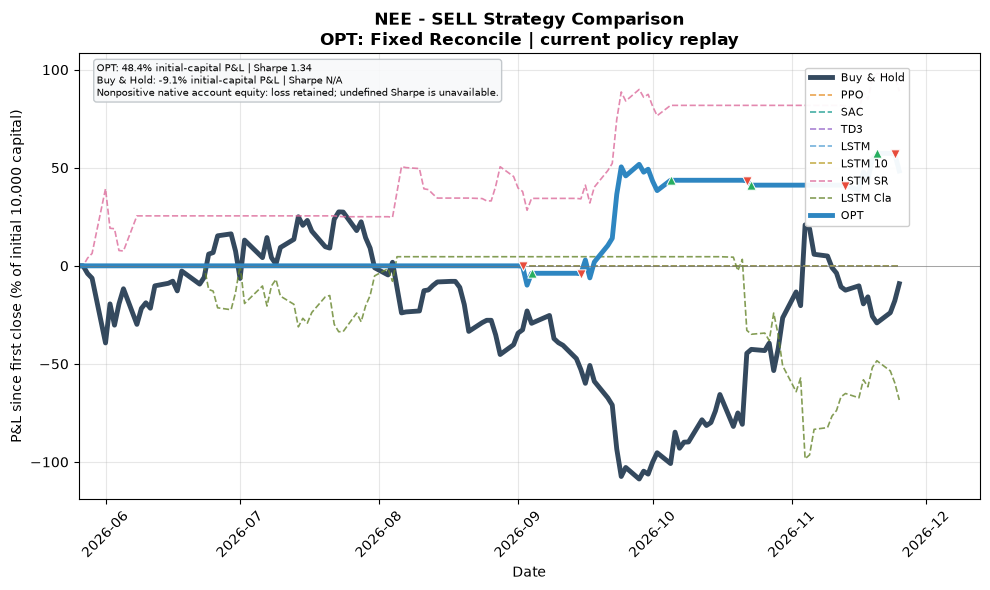 NEE - SELL Strategy Comparison
OPT: Fixed Reconcile | current policy replay
OPT: 48.4% initial-capital P&L | Sharpe 1.34
Buy & Hold: -9.1% initial-capital P&L | Sharpe N/A
Nonpositive native account equity: loss retained; undefined Sharpe is unavailable.
Buy & Hold
PPO
SAC
TD3
LSTM
LSTM 10
LSTM SR
LSTM Cla
OPT
P&L since first close (% of initial 10,000 capital)
100
50
0
−50
−100
2026-06
2026-07
2026-08
2026-09
2026-10
2026-11
2026-12
Date